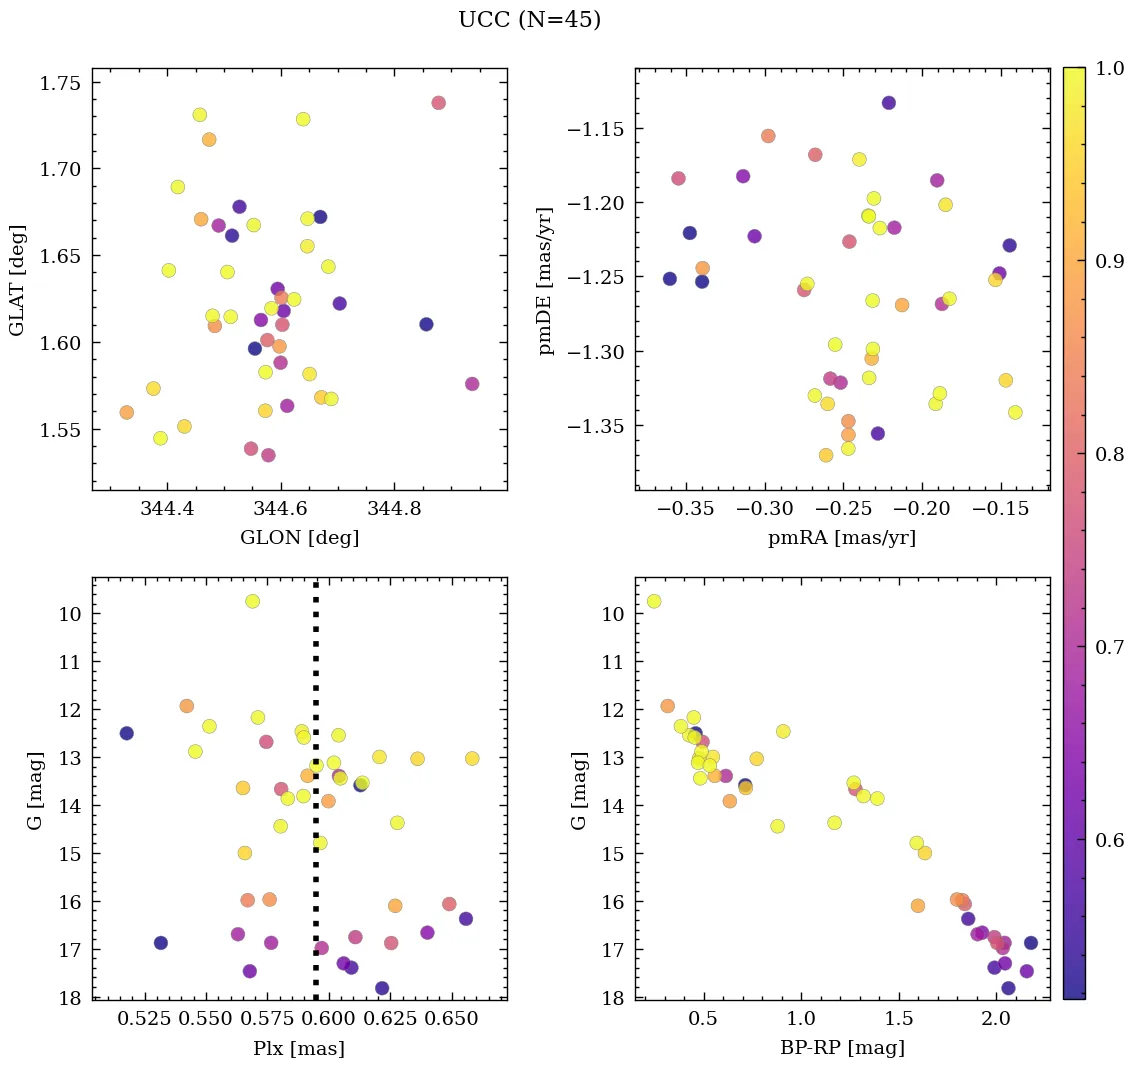 UCC (N=45)
1.75
1.70
1.65
1.60
1.55
GLAT [deg]
344.4 344.6 344.8
GLON [deg]
−1.15
−1.20
−1.25
−1.30
−1.35
pmDE [mas/yr]
−0.35 −0.30 −0.25 −0.20 −0.15
pmRA [mas/yr]
1.0
0.9
0.8
0.7
0.6
10
11
12
13
14
15
16
17
18
G [mag]
0.525 0.550 0.575 0.600 0.625 0.650
Plx [mas]
10
11
12
13
14
15
16
17
18
G [mag]
0.5 1.0 1.5 2.0
BP-RP [mag]